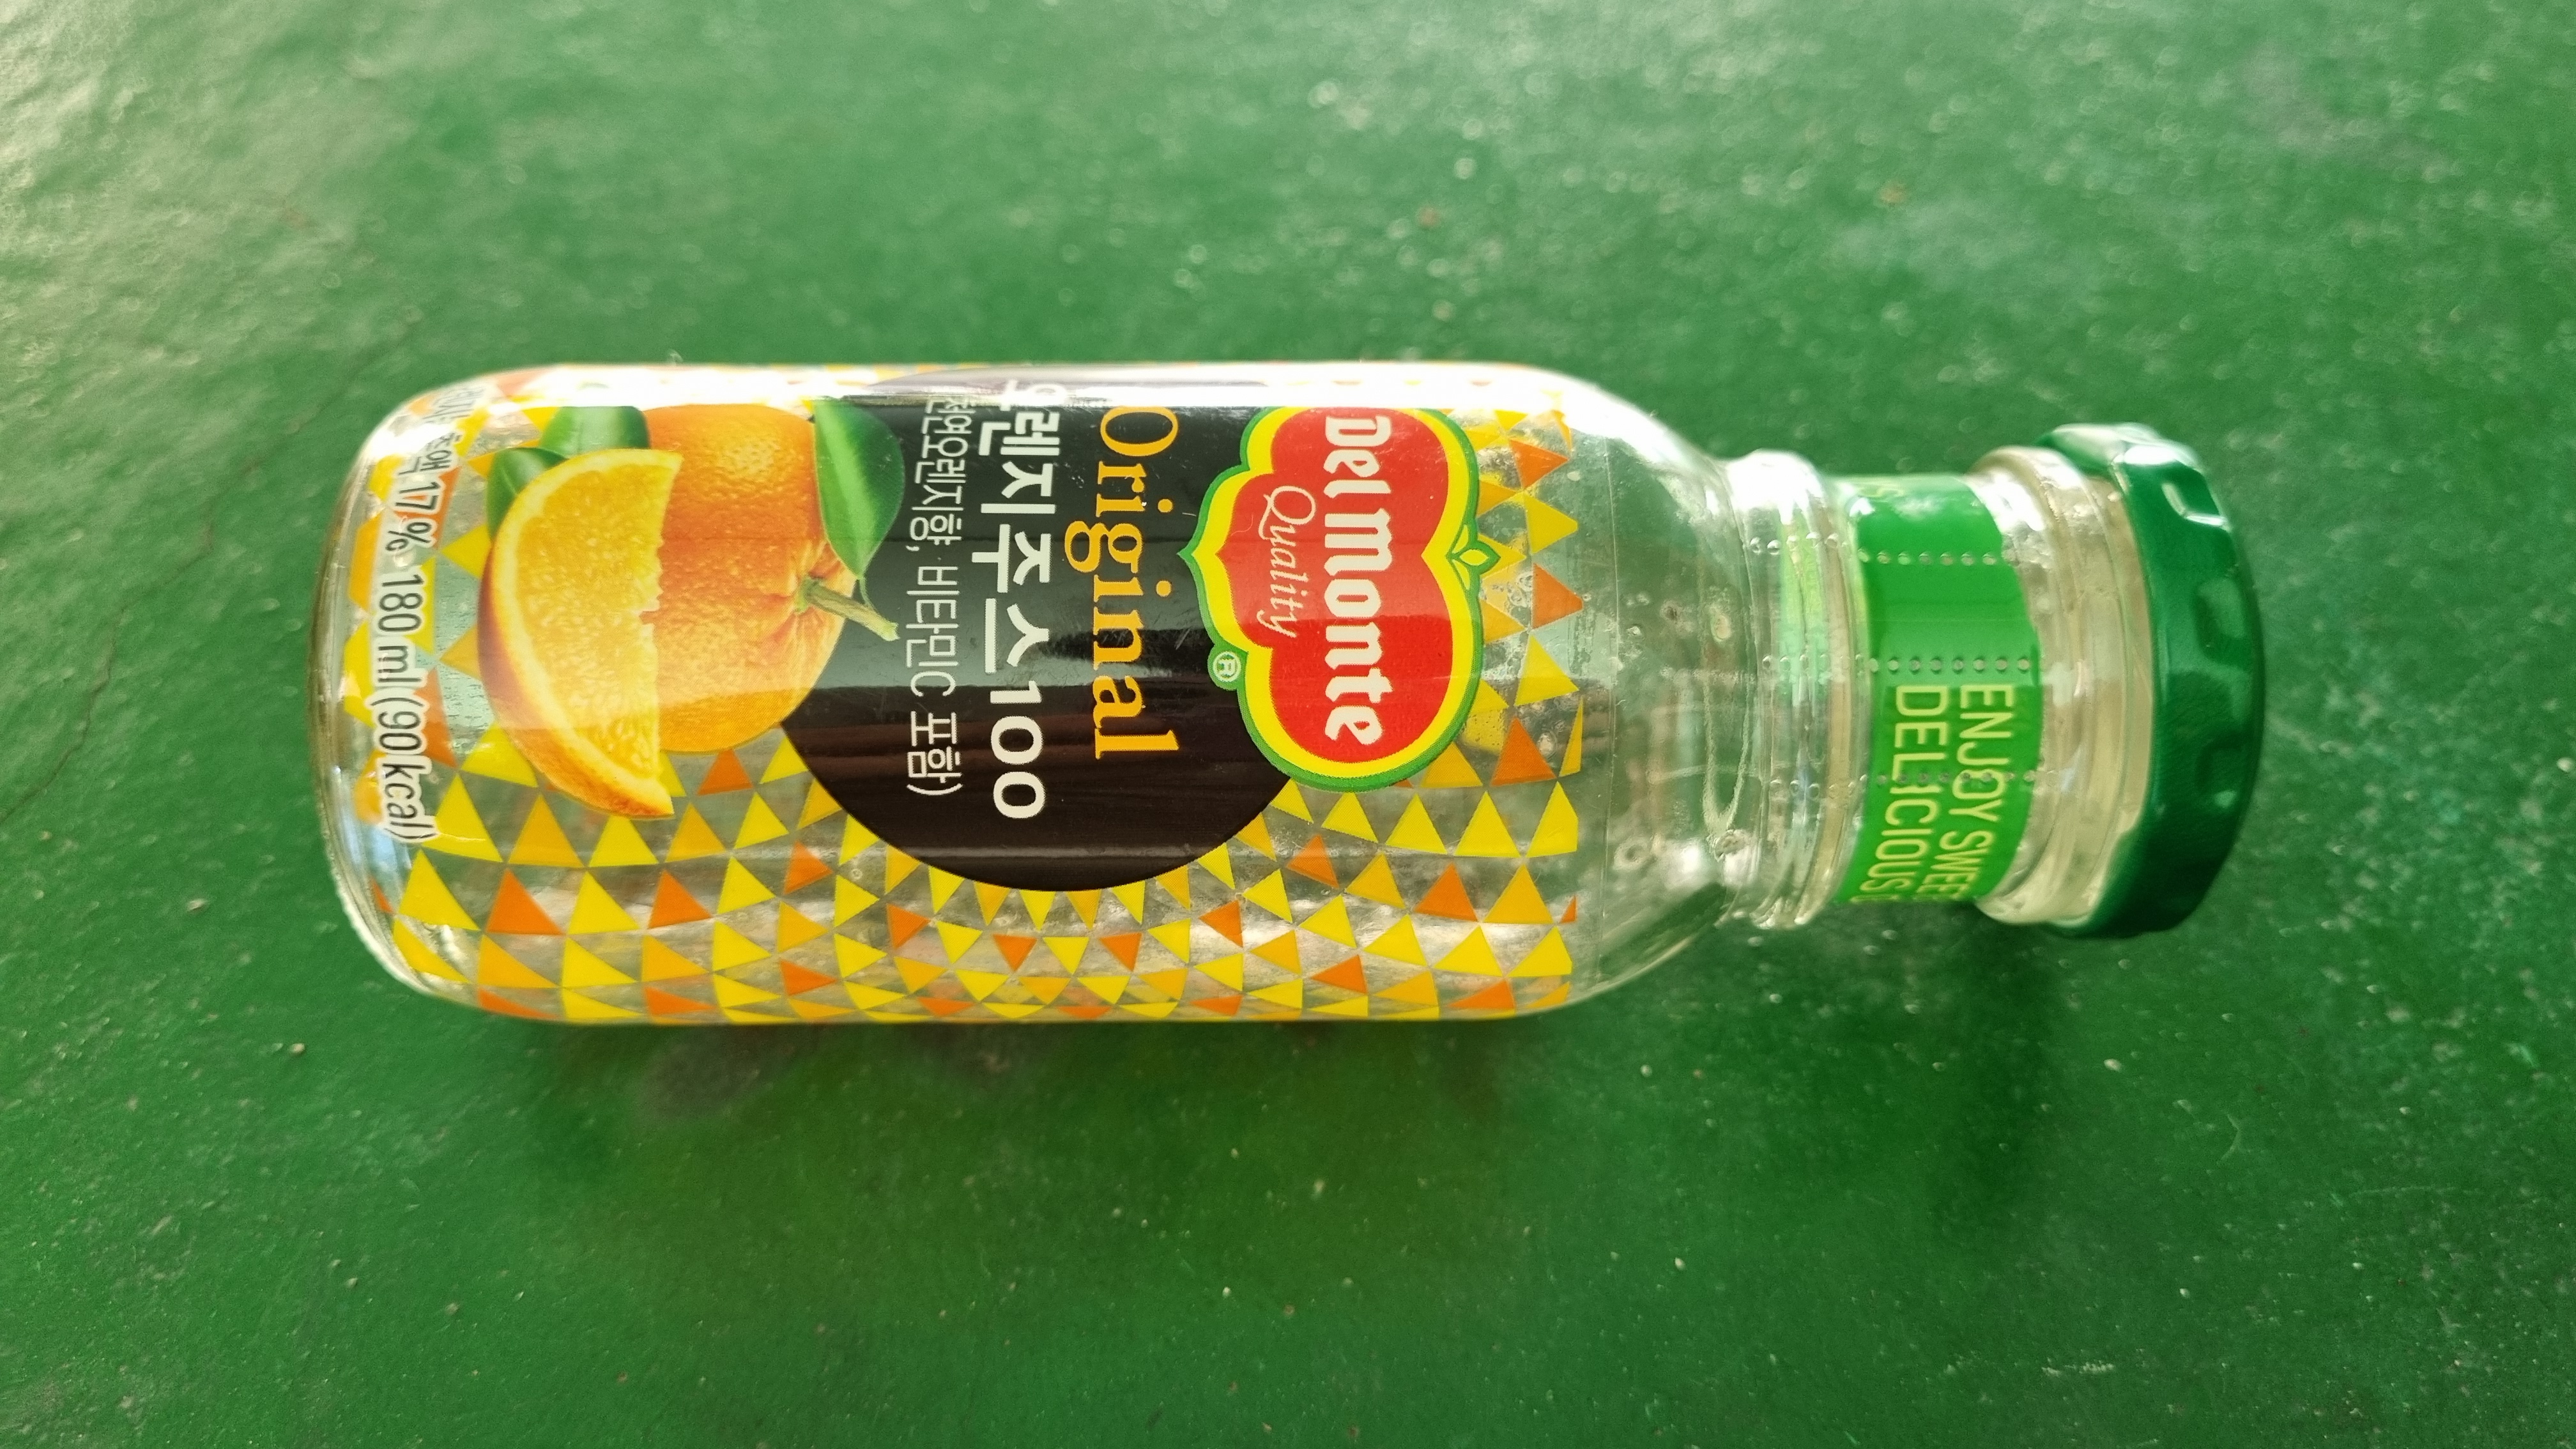 ENJOY SWEE
DELICIOUS
Del Monte
Quality
®
Original
오렌지주스100
(천연오렌지향, 비타민C 포함)
17% 180 ml (90 kcal)